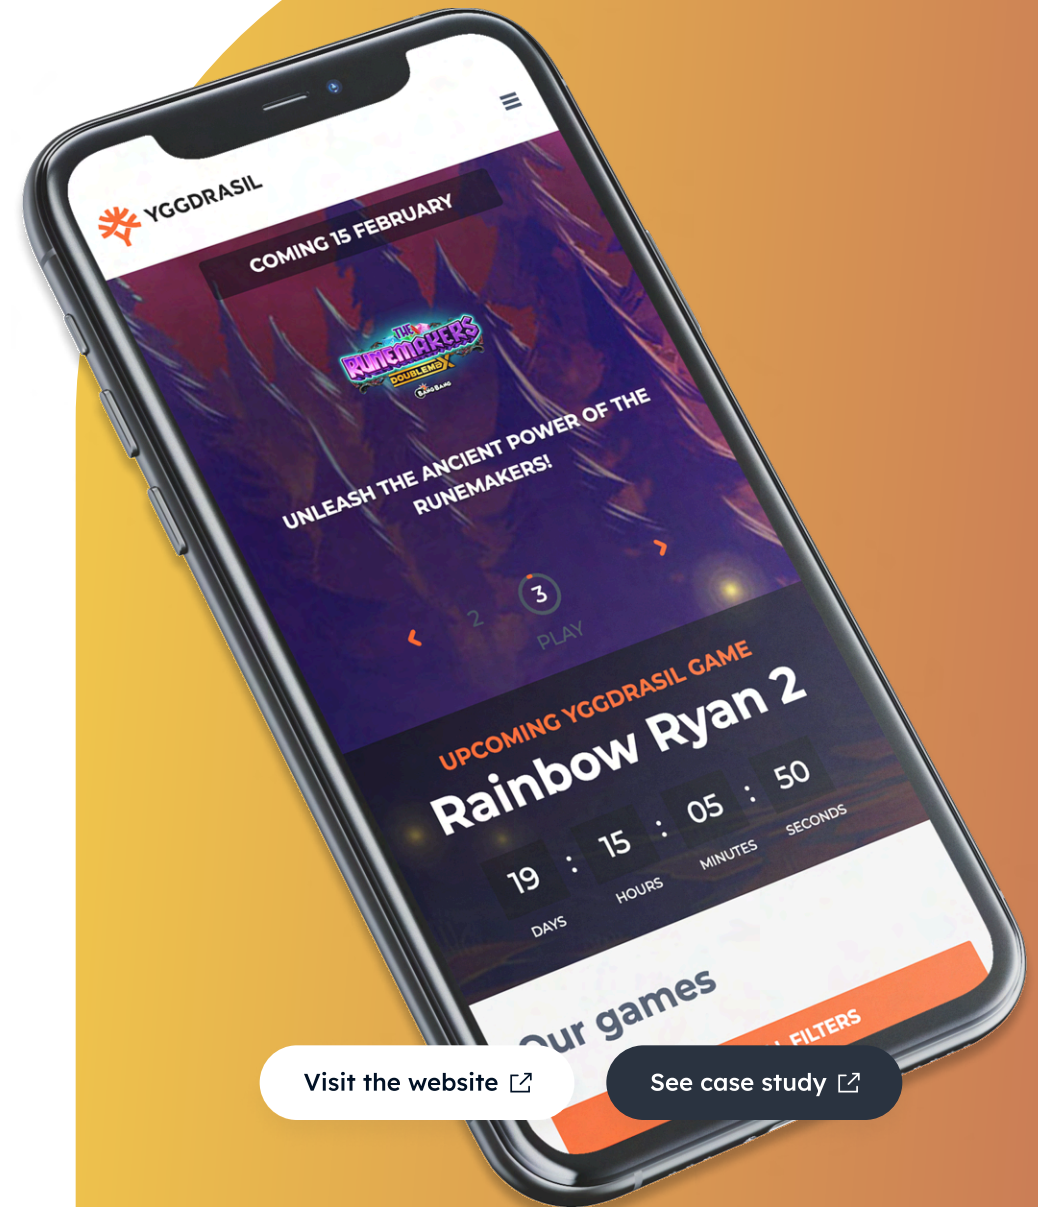 YGGDRASIL
COMING 15 FEBRUARY
THE
RUNEMAKERS
DOUBLEMAX
BANG BANG
UNLEASH THE ANCIENT POWER OF THE
RUNEMAKERS!
2 3
PLAY
UPCOMING YGGDRASIL GAME
Rainbow Ryan 2
19 : 15 : 05 : 50
DAYS HOURS MINUTES SECONDS
Our games
FILTERS
Visit the website
See case study